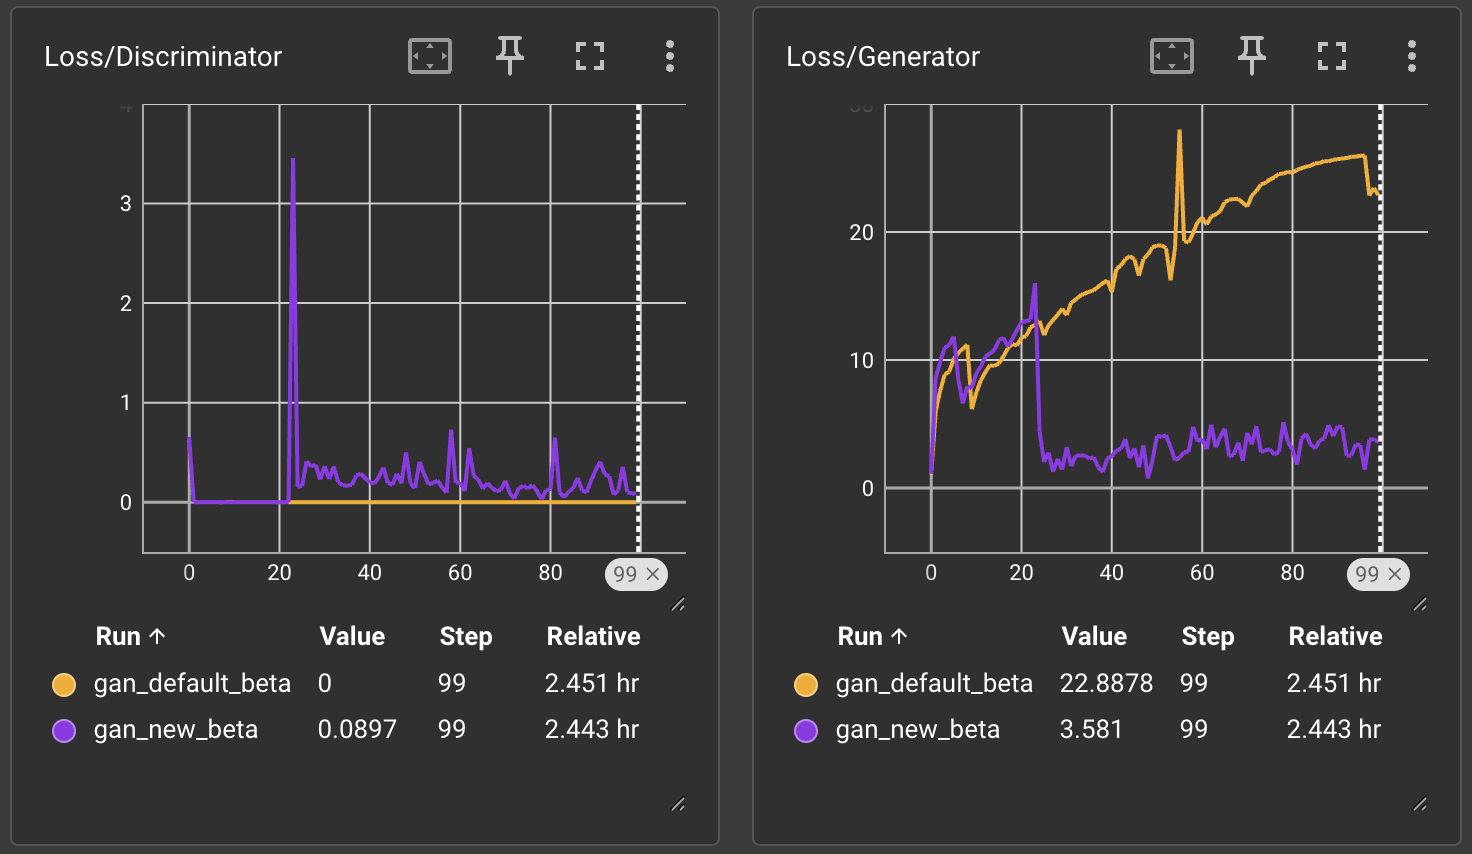 Loss/Discriminator
3
2
1
0
0 20 40 60 80 99 ×
Run ↑ Value Step Relative
gan_default_beta 0 99 2.451 hr
gan_new_beta 0.0897 99 2.443 hr
Loss/Generator
20
10
0
0 20 40 60 80 99 ×
Run ↑ Value Step Relative
gan_default_beta 22.8878 99 2.451 hr
gan_new_beta 3.581 99 2.443 hr